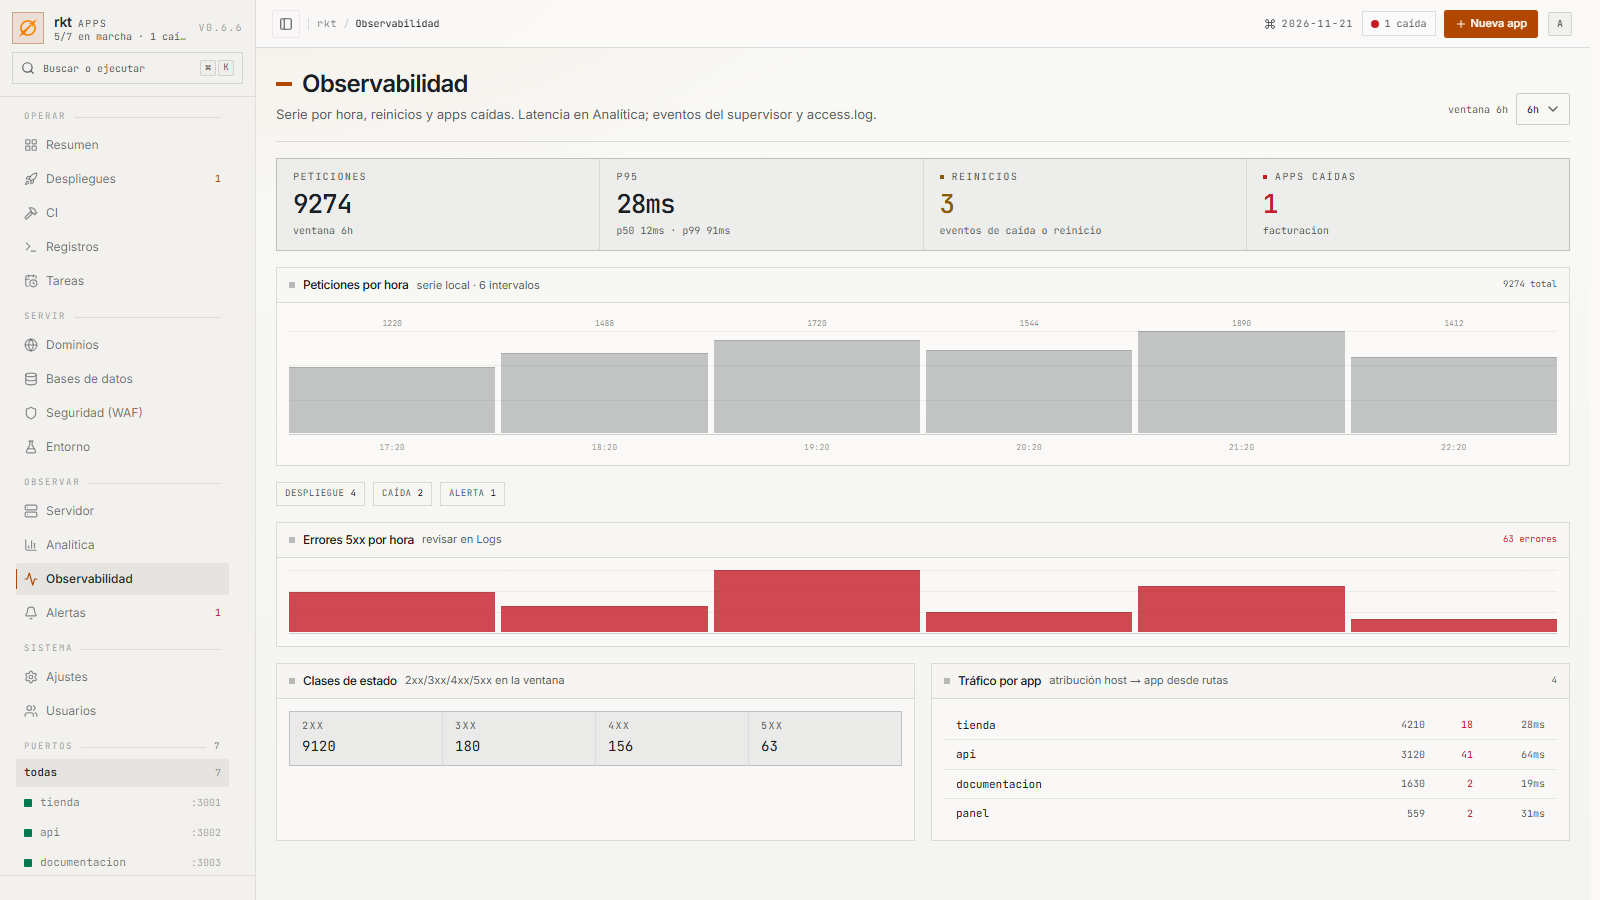 rkt APPS
5/7 en marcha · 1 caí…
V0.6.6
Buscar o ejecutar
⌘ K
OPERAR
Resumen
Despliegues 1
CI
Registros
Tareas
SERVIR
Dominios
Bases de datos
Seguridad (WAF)
Entorno
OBSERVAR
Servidor
Analítica
Observabilidad
Alertas 1
SISTEMA
Ajustes
Usuarios
PUERTOS 7
todas 7
tienda :3001
api :3002
documentacion :3003
rkt / Observabilidad
⌘ 2026-11-21
1 caída
+ Nueva app
A
Observabilidad
Serie por hora, reinicios y apps caídas. Latencia en Analítica; eventos del supervisor y access.log.
ventana 6h
6h
PETICIONES
9274
ventana 6h
P95
28ms
p50 12ms · p99 91ms
REINICIOS
3
eventos de caída o reinicio
APPS CAÍDAS
1
facturacion
Peticiones por hora serie local · 6 intervalos 9274 total
1220 1488 1720 1544 1890 1412
17:20 18:20 19:20 20:20 21:20 22:20
DESPLIEGUE 4
CAÍDA 2
ALERTA 1
Errores 5xx por hora revisar en Logs 63 errores
Clases de estado 2xx/3xx/4xx/5xx en la ventana
2XX
9120
3XX
180
4XX
156
5XX
63
Tráfico por app atribución host → app desde rutas 4
tienda 4210 18 28ms
api 3120 41 64ms
documentacion 1630 2 19ms
panel 559 2 31ms